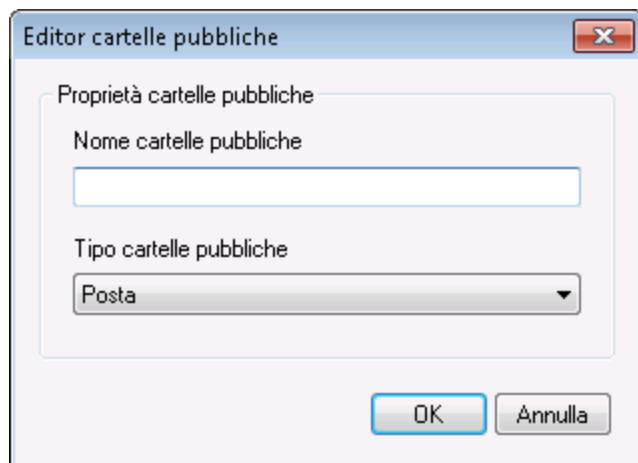 Editor cartelle pubbliche
Proprietà cartelle pubbliche
Nome cartelle pubbliche
Tipo cartelle pubbliche
Posta
OK Annulla